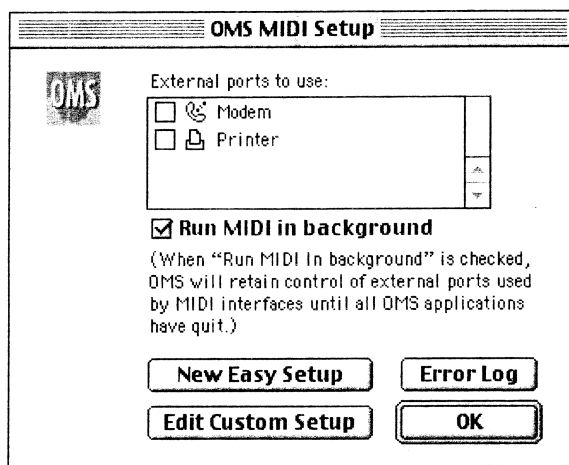 OMS MIDI Setup
OMS
External ports to use:
Modem
Printer
Run MIDI in background
(When “Run MIDI In background” is checked,
OMS will retain control of external ports used
by MIDI interfaces until all OMS applications
have quit.)
New Easy Setup
Error Log
Edit Custom Setup
OK